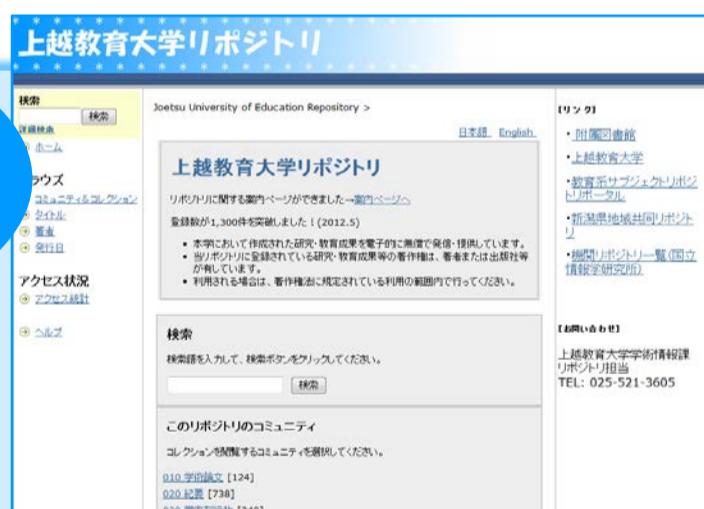 上越教育大学リポジトリ
検索
検索
詳細検索
ホーム
ラウズ
コミュニティ&コレクション
タイトル
著者
発行日
アクセス状況
アクセス統計
ヘルプ
Joetsu University of Education Repository >
日本語 English
上越教育大学リポジトリ
リポジトリに関する案内ページができました→案内ページへ
登録数が1,300件を突破しました！(2012.5)
• 本学において作成された研究・教育成果を電子的に無償で発信・提供しています。
• 当リポジトリに登録されている研究・教育成果等の著作権は、著者または出版社等
が有しています。
• 利用される場合は、著作権法に規定されている利用の範囲内で行ってください。
検索
検索語を入力して、検索ボタンをクリックしてください。
検索
このリポジトリのコミュニティ
コレクションを閲覧するコミュニティを選択してください。
010 学術論文 [124]
020 紀要 [738]
【リンク】
・附属図書館
・上越教育大学
・教育系サブジェクトリポジ
トリポータル
・新潟県地域共同リポジト
リ
・機関リポジトリ一覧(国立
情報学研究所)
【お問い合わせ】
上越教育大学学術情報課
リポジトリ担当
TEL: 025-521-3605